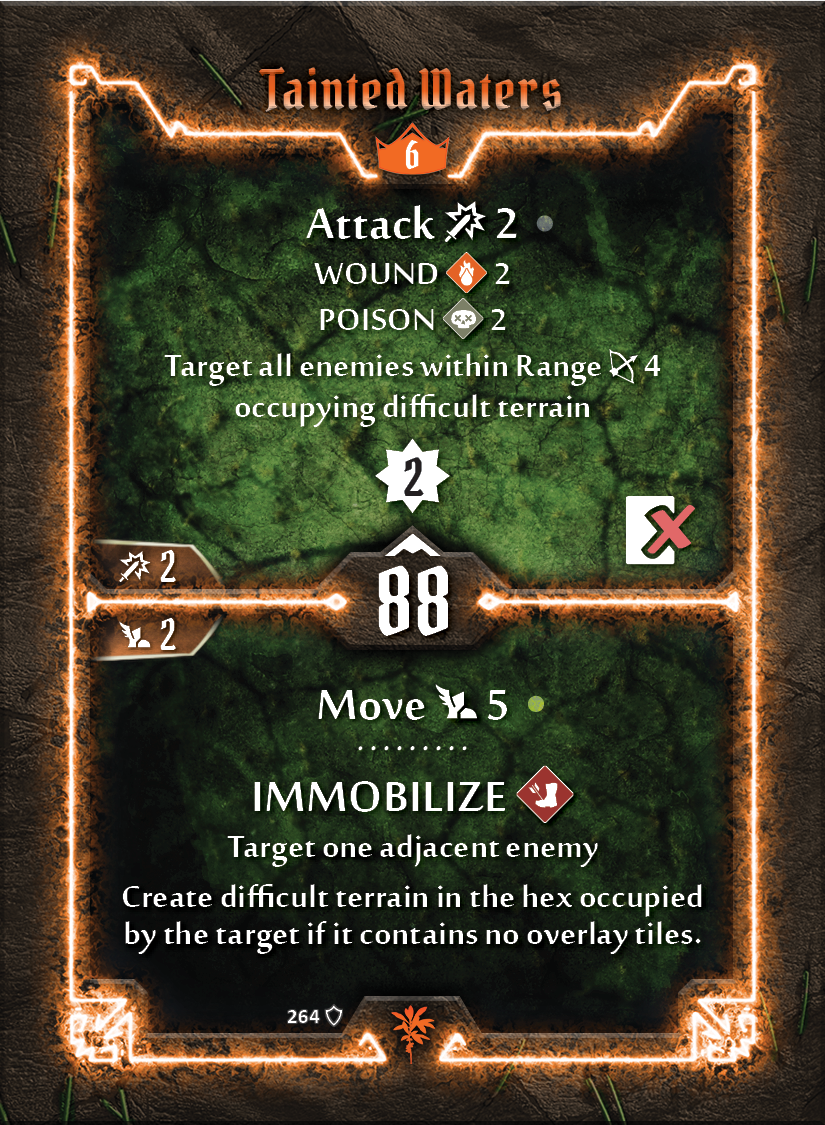 Tainted Waters
6
Attack 2
WOUND 2
POISON 2
Target all enemies within Range 4
occupying difficult terrain
2
2
88
2
Move 5
IMMOBILIZE
Target one adjacent enemy
Create difficult terrain in the hex occupied
by the target if it contains no overlay tiles.
264